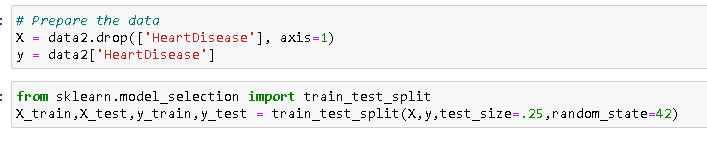 # Prepare the data
X = data2.drop(['HeartDisease'], axis=1)
y = data2['HeartDisease']
from sklearn.model_selection import train_test_split
X_train,X_test,y_train,y_test = train_test_split(X,y,test_size=.25,random_state=42)